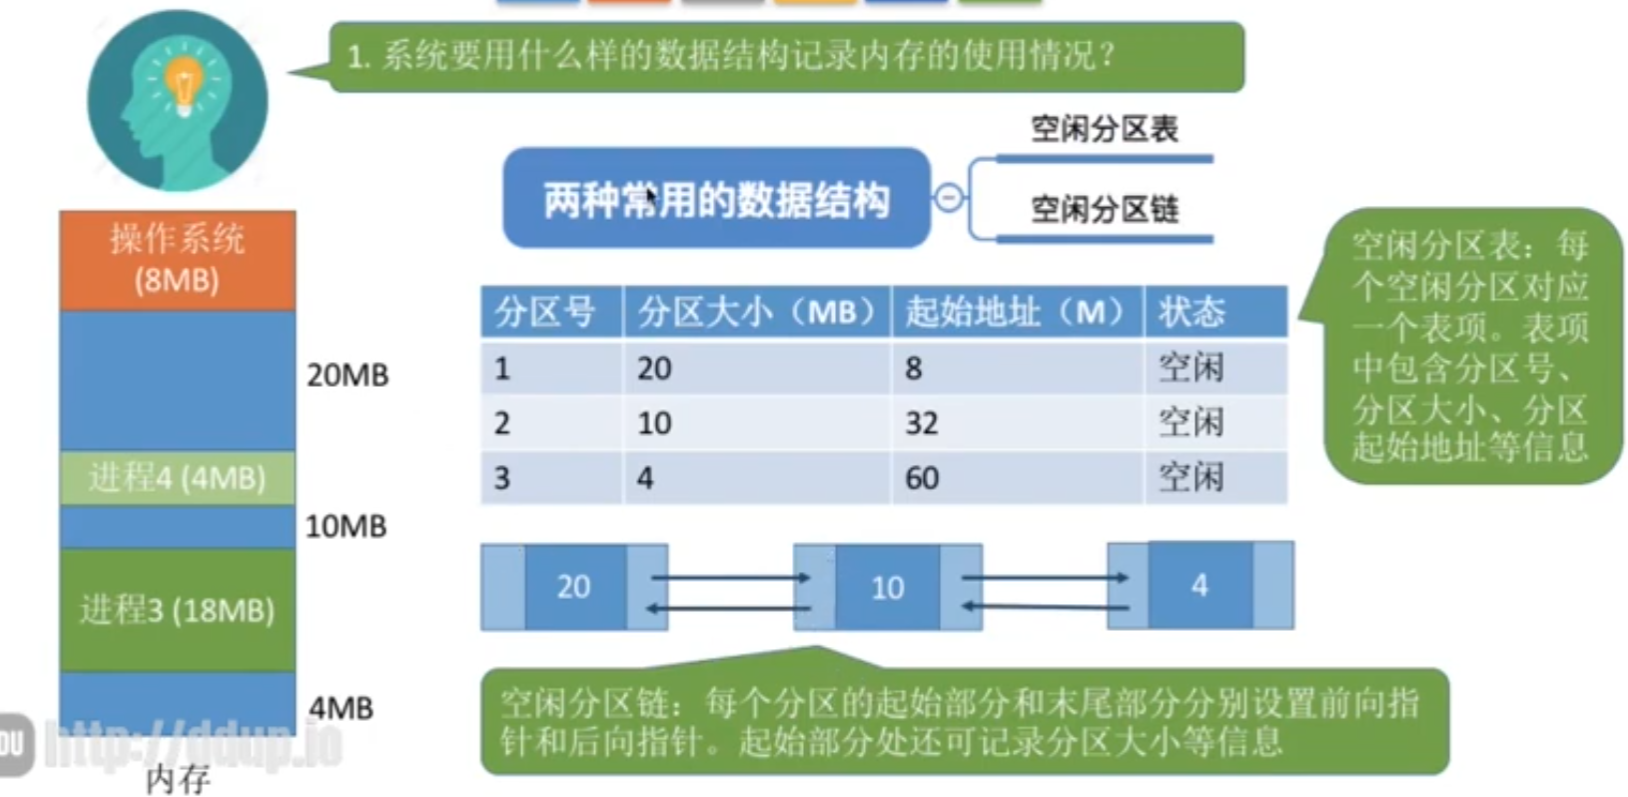 1. 系统要用什么样的数据结构记录内存的使用情况？
两种常用的数据结构
空闲分区表
空闲分区链
操作系统
(8MB)
20MB
进程4 (4MB)
10MB
进程3 (18MB)
4MB
内存
分区号 分区大小（MB） 起始地址（M） 状态
1 20 8 空闲
2 10 32 空闲
3 4 60 空闲
空闲分区表：每
个空闲分区对应
一个表项。表项
中包含分区号、
分区大小、分区
起始地址等信息
20 10 4
空闲分区链：每个分区的起始部分和末尾部分分别设置前向指
针和后向指针。起始部分处还可记录分区大小等信息
http://ddup.io